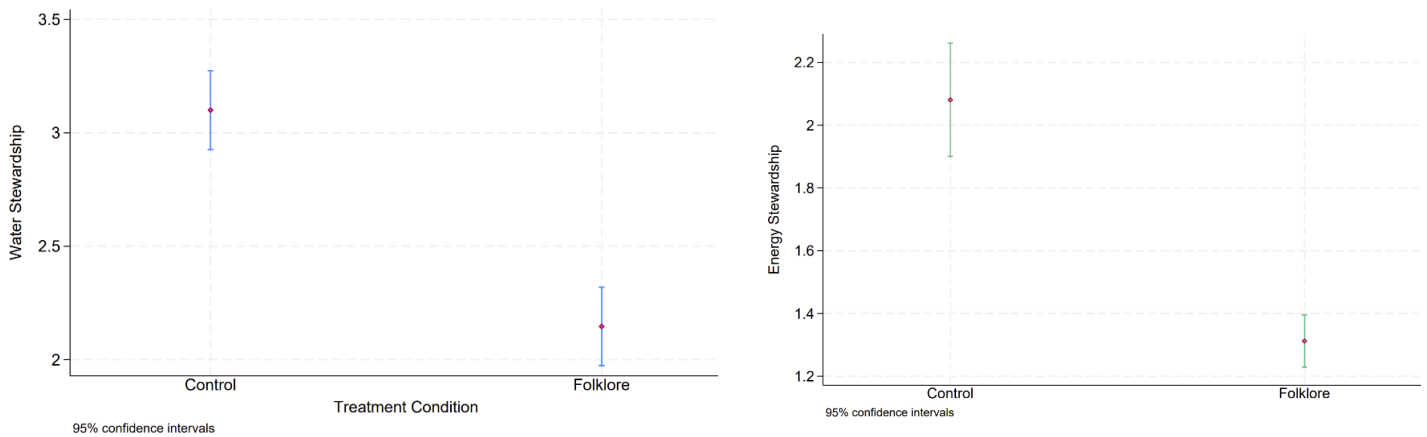 Water Stewardship
3.5
3
2.5
2
Control
Folklore
Treatment Condition
95% confidence intervals
Energy Stewardship
2.2
2
1.8
1.6
1.4
1.2
Control
Folklore
95% confidence intervals